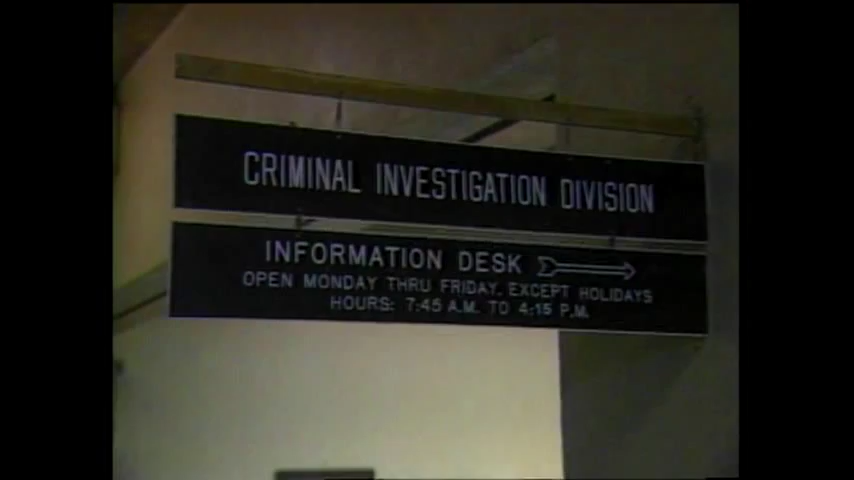 CRIMINAL INVESTIGATION DIVISION
INFORMATION DESK
OPEN MONDAY THRU FRIDAY, EXCEPT HOLIDAYS
HOURS: 7:45 A.M. TO 4:15 P.M.